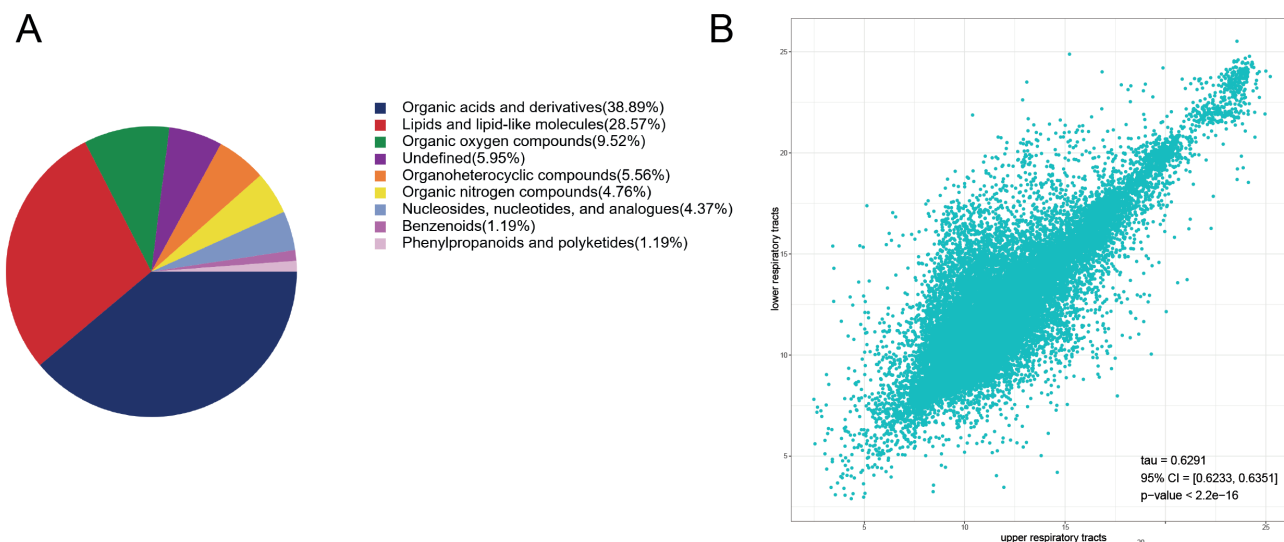 A
Organic acids and derivatives(38.89%)
Lipids and lipid-like molecules(28.57%)
Organic oxygen compounds(9.52%)
Undefined(5.95%)
Organoheterocyclic compounds(5.56%)
Organic nitrogen compounds(4.76%)
Nucleosides, nucleotides, and analogues(4.37%)
Benzenoids(1.19%)
Phenylpropanoids and polyketides(1.19%)
B
lower respiratory tracts
25
20
15
10
5
tau = 0.6291
95% CI = [0.6233, 0.6351]
p−value < 2.2e−16
5
10
15
20
25
upper respiratory tracts